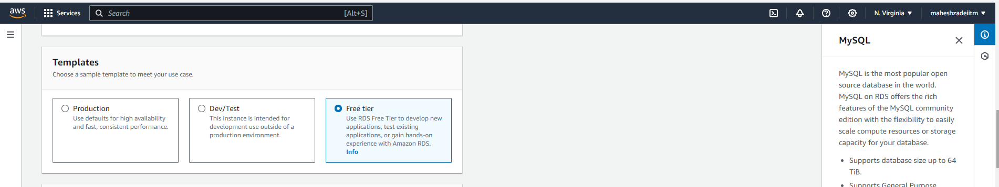 aws
Services
Search
[Alt+S]
N. Virginia
maheshzadeiitm
Templates
Choose a sample template to meet your use case.
Production
Use defaults for high availability
and fast, consistent performance.
Dev/Test
This instance is intended for
development use outside of a
production environment.
Free tier
Use RDS Free Tier to develop new
applications, test existing
applications, or gain hands-on
experience with Amazon RDS.
Info
MySQL
MySQL is the most popular open
source database in the world.
MySQL on RDS offers the rich
features of the MySQL community
edition with the flexibility to easily
scale compute resources or storage
capacity for your database.
• Supports database size up to 64
TiB.
• Supports General Purpose,